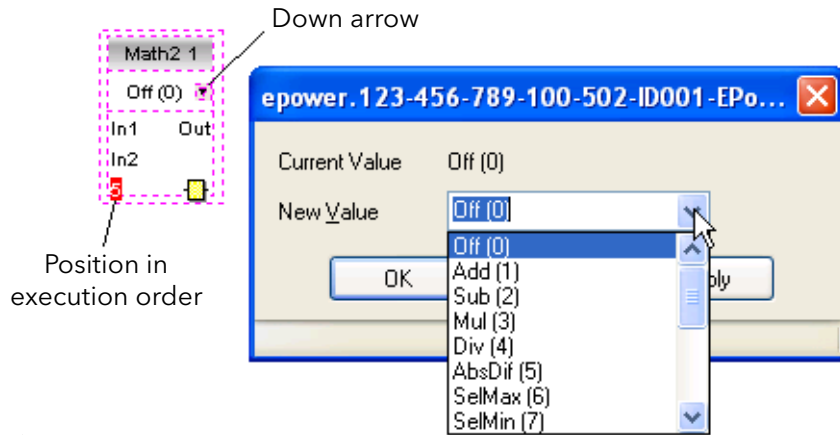 Down arrow
Math2 1
Off (0)
In1 Out
In2
5
Position in
execution order
epower.123-456-789-100-502-ID001-EPo...
Current Value Off (0)
New Value Off (0)
Off (0)
Add (1)
Sub (2)
Mul (3)
Div (4)
AbsDif (5)
SelMax (6)
SelMin (7)
OK